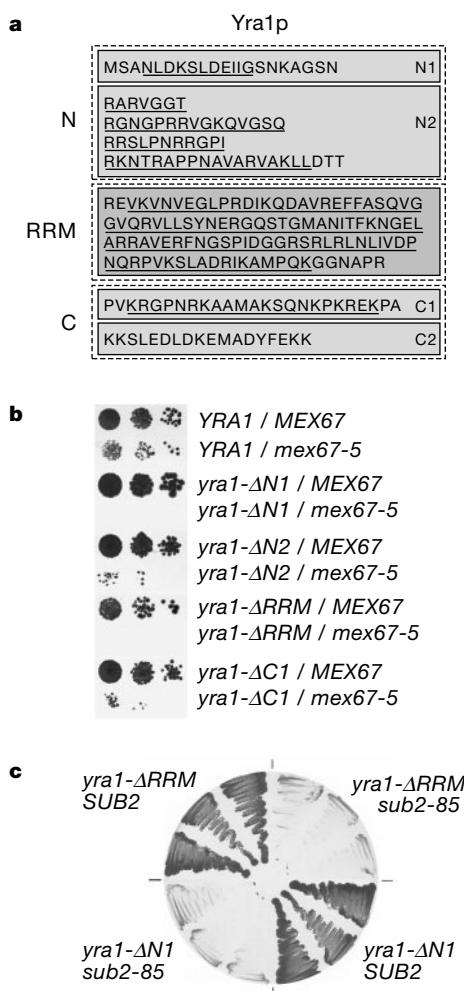 a
Yra1p
N
MSANLDKSLDEIIGSNKAGSN N1
RARVGGT
RGNGPRRVGKQVGSQ N2
RRSLPNRRGPI
RKNTRAPPNAVARVAKLLDTT
RRM
REVKVNVEGLPRDIKQDAVREFFASQVG
GVQRVLLSYNERGQSTGMANITFKNGEL
ARRAVERFNGSPIDGGRSRLRLNLIVDP
NQRPVKSLADRIKAMPQKGGNAPR
C
PVKRGPNRKAAMAKSQNKPKREKPA C1
KKSLEDLDKEMADYFEKK C2
b
YRA1 / MEX67
YRA1 / mex67-5
yra1-ΔN1 / MEX67
yra1-ΔN1 / mex67-5
yra1-ΔN2 / MEX67
yra1-ΔN2 / mex67-5
yra1-ΔRRM / MEX67
yra1-ΔRRM / mex67-5
yra1-ΔC1 / MEX67
yra1-ΔC1 / mex67-5
c
yra1-ΔRRM
SUB2
yra1-ΔRRM
sub2-85
yra1-ΔN1
sub2-85
yra1-ΔN1
SUB2